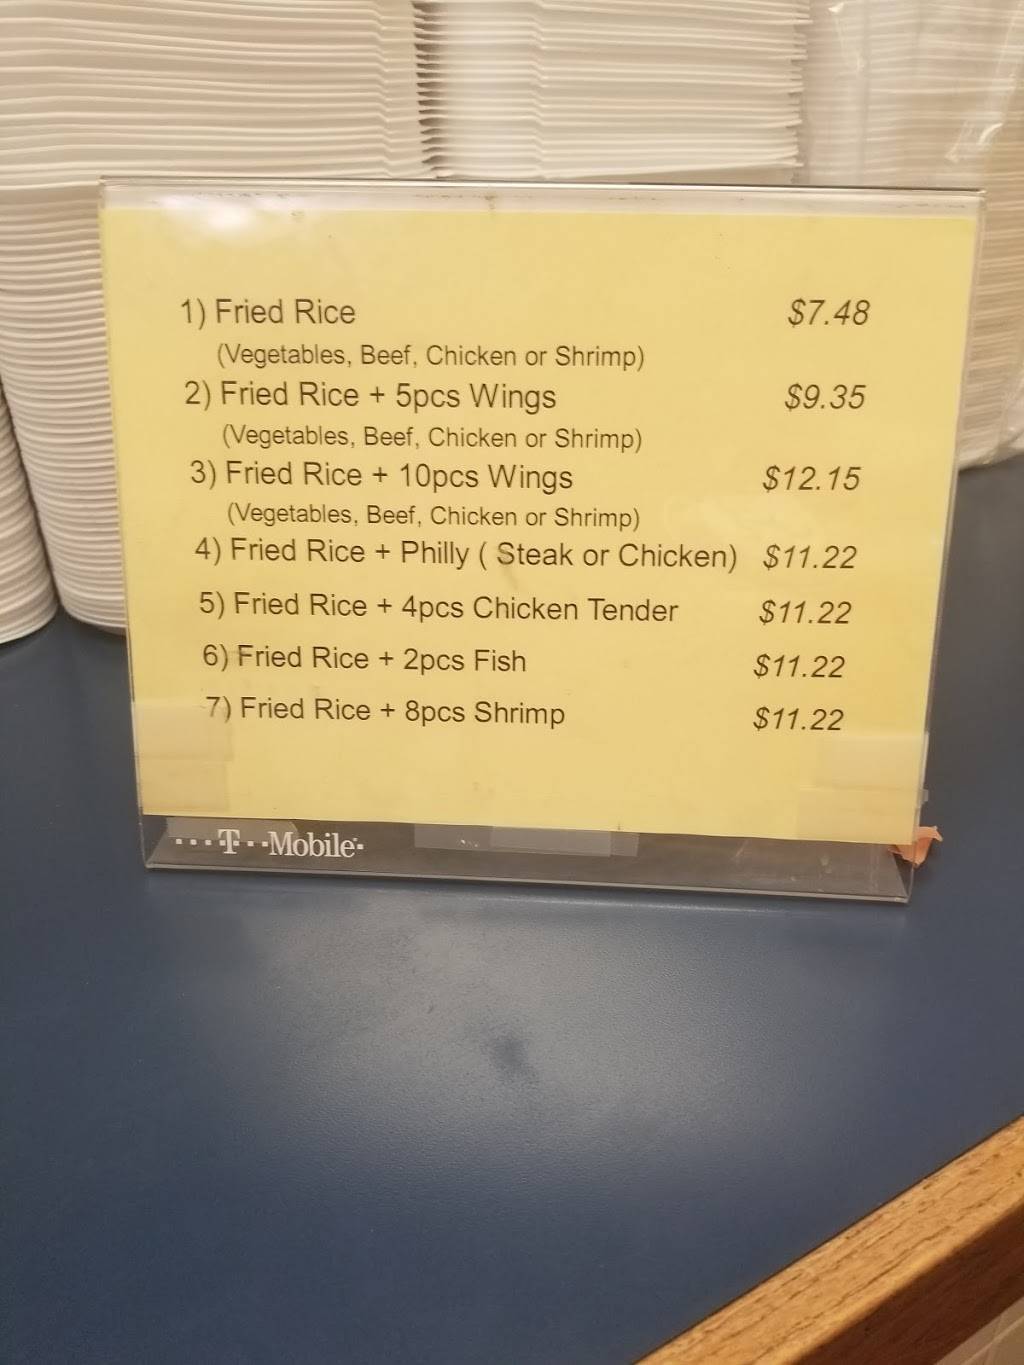 1) Fried Rice $7.48
(Vegetables, Beef, Chicken or Shrimp)
2) Fried Rice + 5pcs Wings $9.35
(Vegetables, Beef, Chicken or Shrimp)
3) Fried Rice + 10pcs Wings $12.15
(Vegetables, Beef, Chicken or Shrimp)
4) Fried Rice + Philly ( Steak or Chicken) $11.22
5) Fried Rice + 4pcs Chicken Tender $11.22
6) Fried Rice + 2pcs Fish $11.22
7) Fried Rice + 8pcs Shrimp $11.22
···T··Mobile·